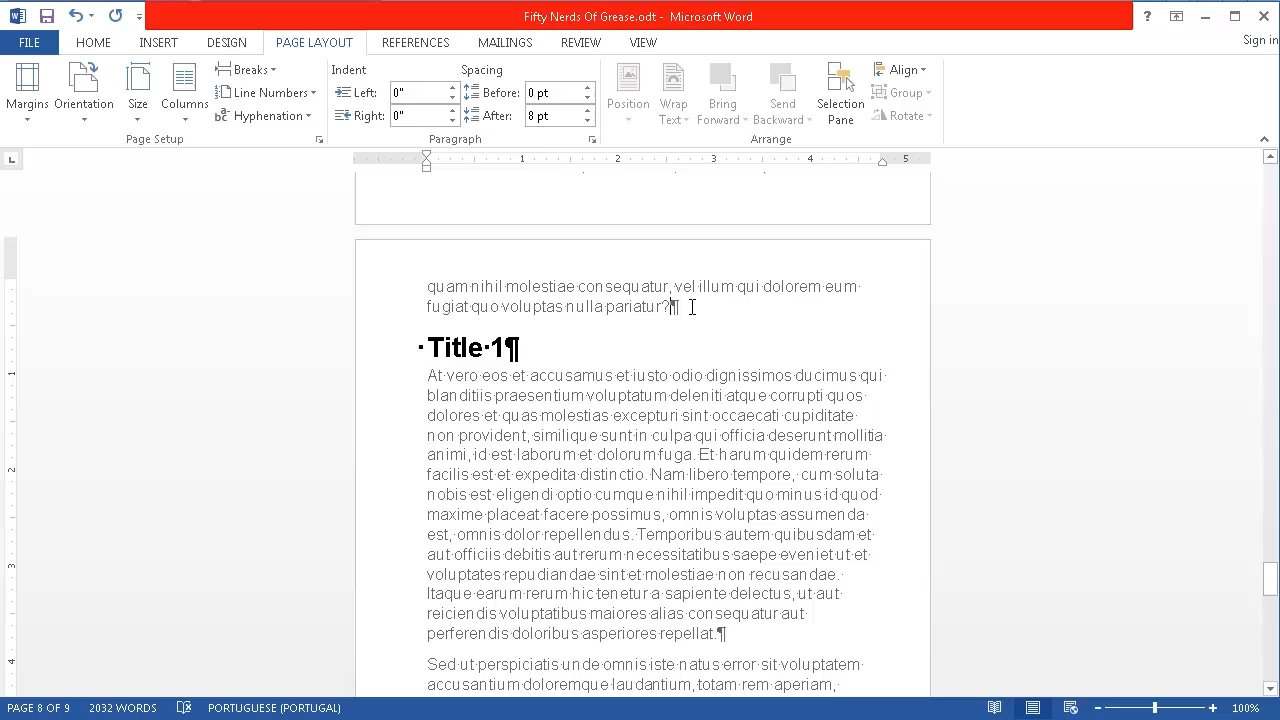 Fifty Nerds Of Grease.odt - Microsoft Word
Sign in
FILE HOME INSERT DESIGN PAGE LAYOUT REFERENCES MAILINGS REVIEW VIEW
Margins Orientation Size Columns
Breaks
Line Numbers
Hyphenation
Page Setup
Indent Spacing
Left: 0" Before: 0 pt
Right: 0" After: 8 pt
Paragraph
Position Wrap Text Bring Forward Send Backward Selection Pane
Align
Group
Rotate
Arrange
1 2 3 4 5
quam nihil molestiae consequatur, vel illum qui dolorem eum
fugiat quo voluptas nulla pariatur?¶
Title·1¶
At vero eos et accusamus et iusto odio dignissimos ducimus qui
blanditiis praesentium voluptatum deleniti atque corrupti quos
dolores et quas molestias excepturi sint occaecati cupiditate
non provident, similique sunt in culpa qui officia deserunt mollitia
animi, id est laborum et dolorum fuga. Et harum quidem rerum
facilis est et expedita distinctio. Nam libero tempore, cum soluta
nobis est eligendi optio cumque nihil impedit quo minus id quod
maxime placeat facere possimus, omnis voluptas assumenda
est, omnis dolor repellendus. Temporibus autem quibusdam et
aut officiis debitis aut rerum necessitatibus saepe eveniet ut et
voluptates repudiandae sint et molestiae non recusandae.
Itaque earum rerum hic tenetur a sapiente delectus, ut aut
reiciendis voluptatibus maiores alias consequatur aut
perferendis doloribus asperiores repellat.¶
Sed ut perspiciatis unde omnis iste natus error sit voluptatem
accusantium doloremque laudantium, totam rem aperiam,
1
2
3
4
PAGE 8 OF 9 2032 WORDS PORTUGUESE (PORTUGAL) 100%